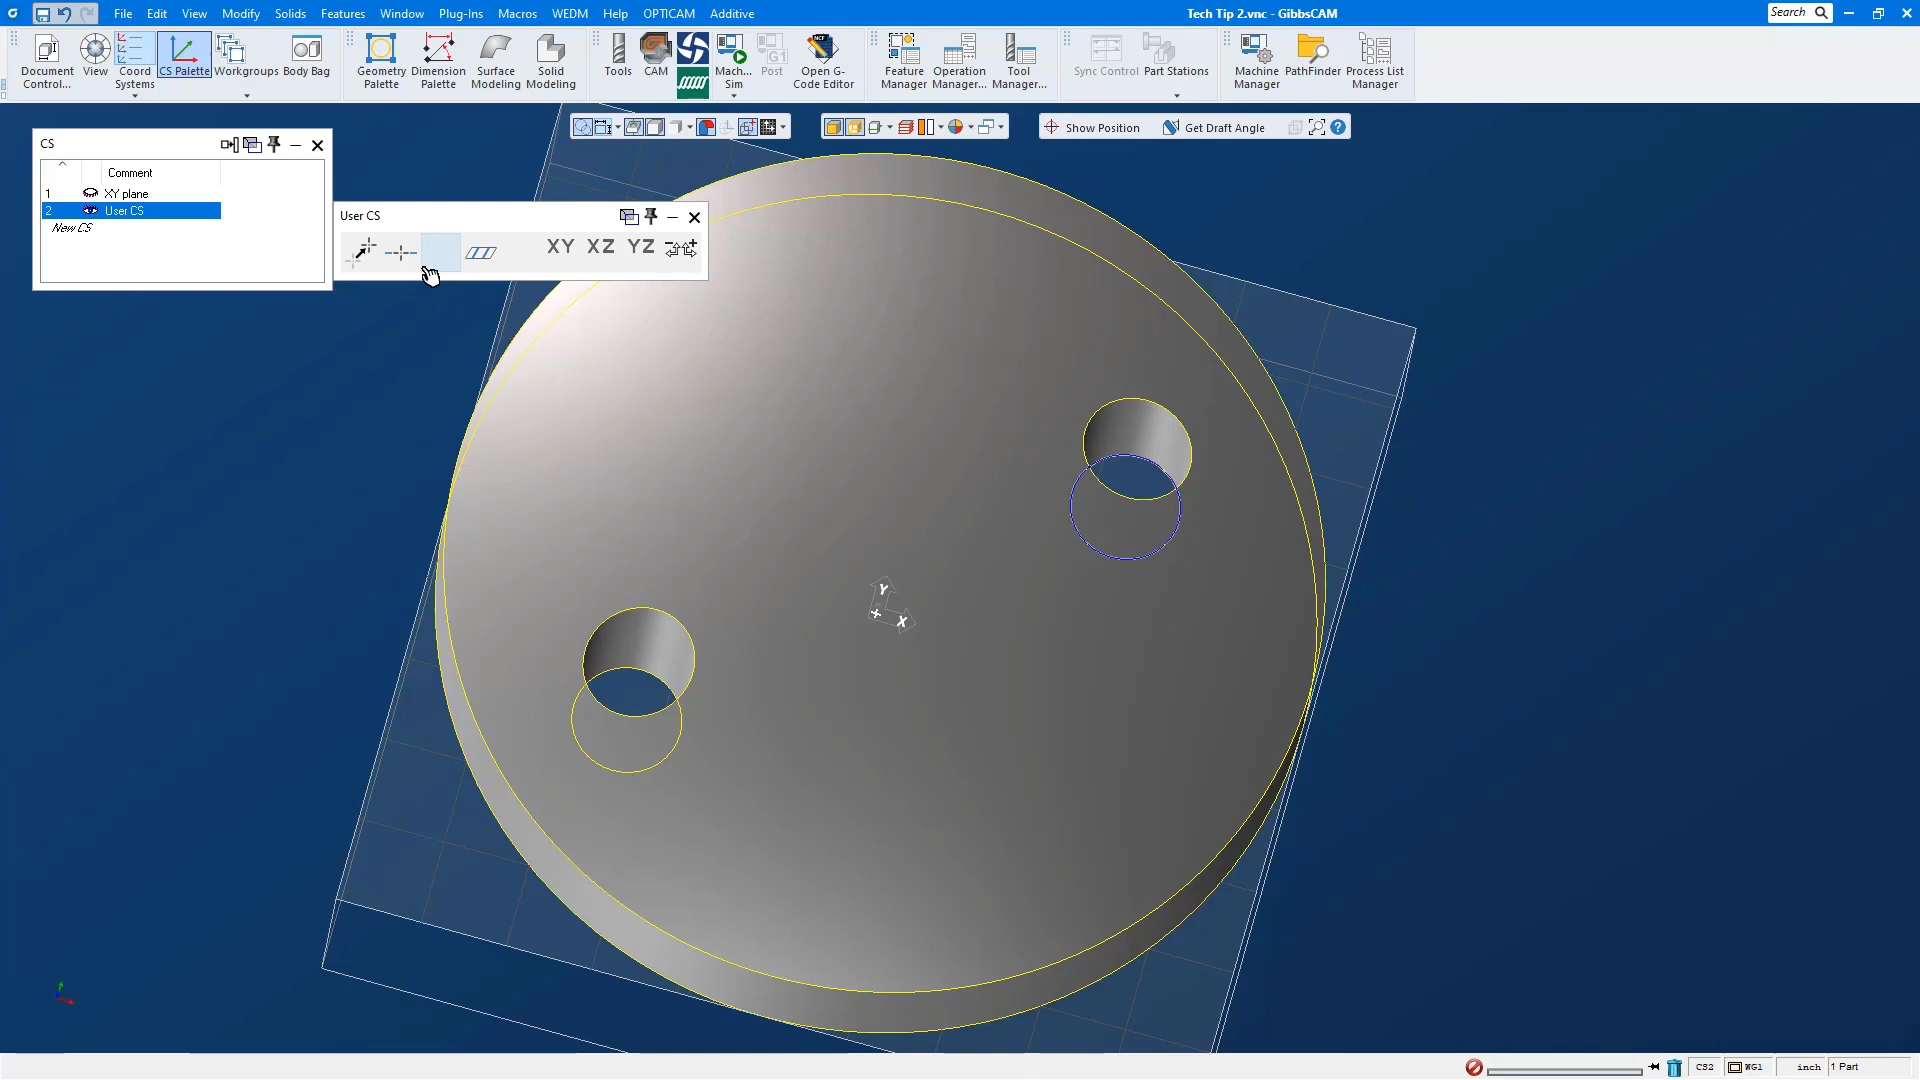 File Edit View Modify Solids Features Window Plug-Ins Macros WEDM Help OPTICAM Additive
Tech Tip 2.vnc - GibbsCAM
Search
Document Control...
View
Coord Systems
CS Palette
Workgroups
Body Bag
Geometry Palette
Dimension Palette
Surface Modeling
Solid Modeling
Tools
CAM
Mach... Sim
Post
Open G-Code Editor
Feature Manager
Operation Manager...
Tool Manager...
Sync Control
Part Stations
Machine Manager
PathFinder
Process List Manager
Show Position
Get Draft Angle
CS
Comment
1 XY plane
2 User CS
New CS
User CS
XY XZ YZ
Y
X
CS2
WG1
inch
1 Part